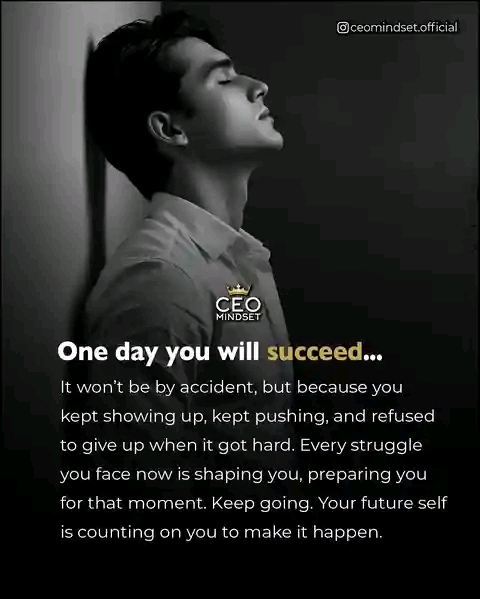 ceomindset.official
CEO
MINDSET
One day you will succeed...
It won't be by accident, but because you
kept showing up, kept pushing, and refused
to give up when it got hard. Every struggle
you face now is shaping you, preparing you
for that moment. Keep going. Your future self
is counting on you to make it happen.